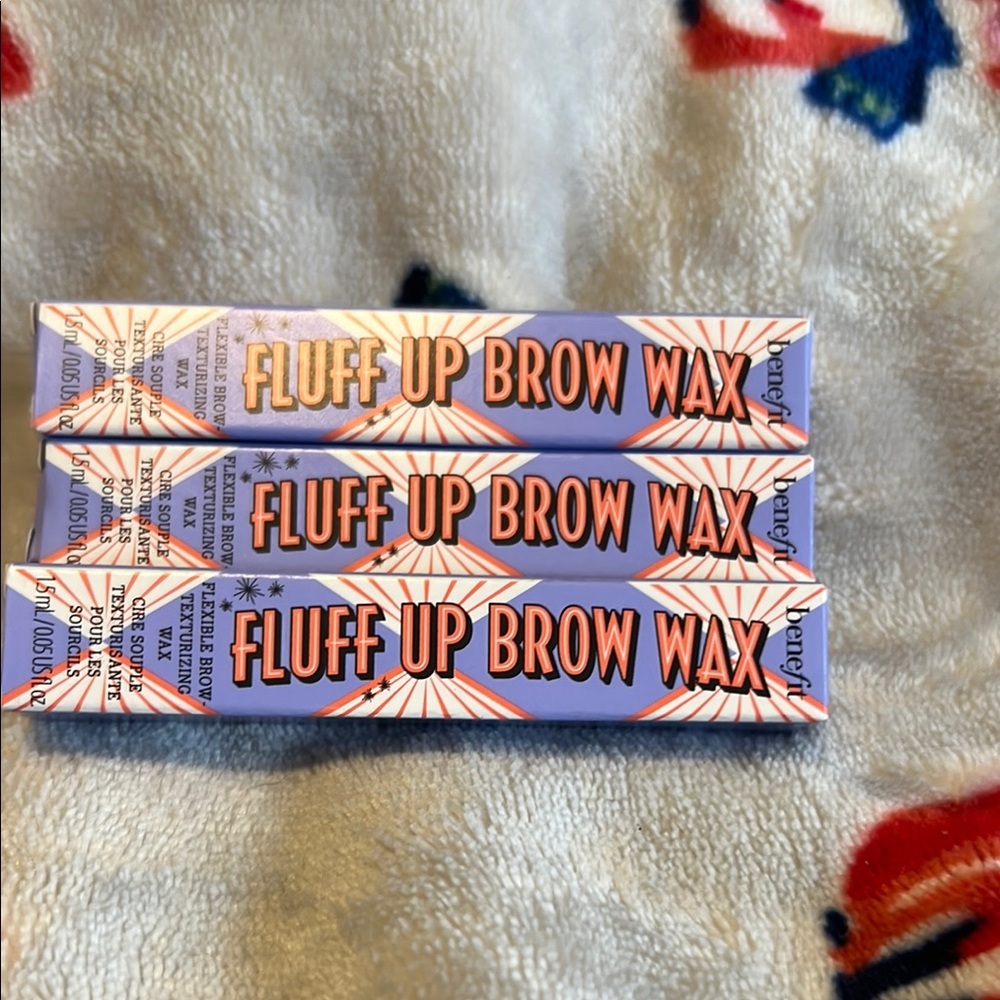 1,5 mL/0.05 US fl. oz
CIRE SOUPLE
TEXTURISANTE
POUR LES
SOURCILS
FLEXIBLE BROW-
TEXTURIZING
WAX
FLUFF UP BROW WAX
benefit
1,5 mL/0.05 US fl. oz
CIRE SOUPLE
TEXTURISANTE
POUR LES
SOURCILS
FLEXIBLE BROW-
TEXTURIZING
WAX
FLUFF UP BROW WAX
benefit
1,5 mL/0.05 US fl. oz
CIRE SOUPLE
TEXTURISANTE
POUR LES
SOURCILS
FLEXIBLE BROW-
TEXTURIZING
WAX
FLUFF UP BROW WAX
benefit